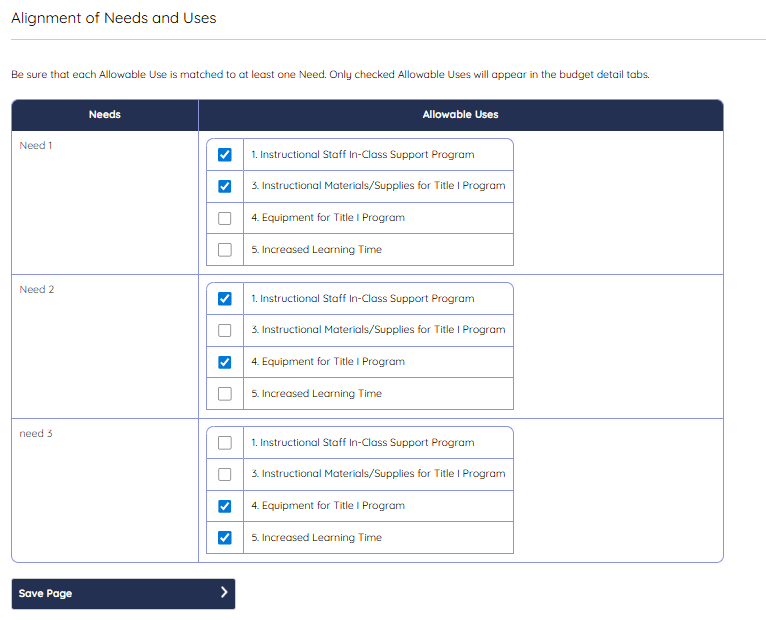 Alignment of Needs and Uses
Be sure that each Allowable Use is matched to at least one Need. Only checked Allowable Uses will appear in the budget detail tabs.
Needs Allowable Uses
Need 1
1. Instructional Staff In-Class Support Program
3. Instructional Materials/Supplies for Title I Program
4. Equipment for Title I Program
5. Increased Learning Time
Need 2
1. Instructional Staff In-Class Support Program
3. Instructional Materials/Supplies for Title I Program
4. Equipment for Title I Program
5. Increased Learning Time
need 3
1. Instructional Staff In-Class Support Program
3. Instructional Materials/Supplies for Title I Program
4. Equipment for Title I Program
5. Increased Learning Time
Save Page